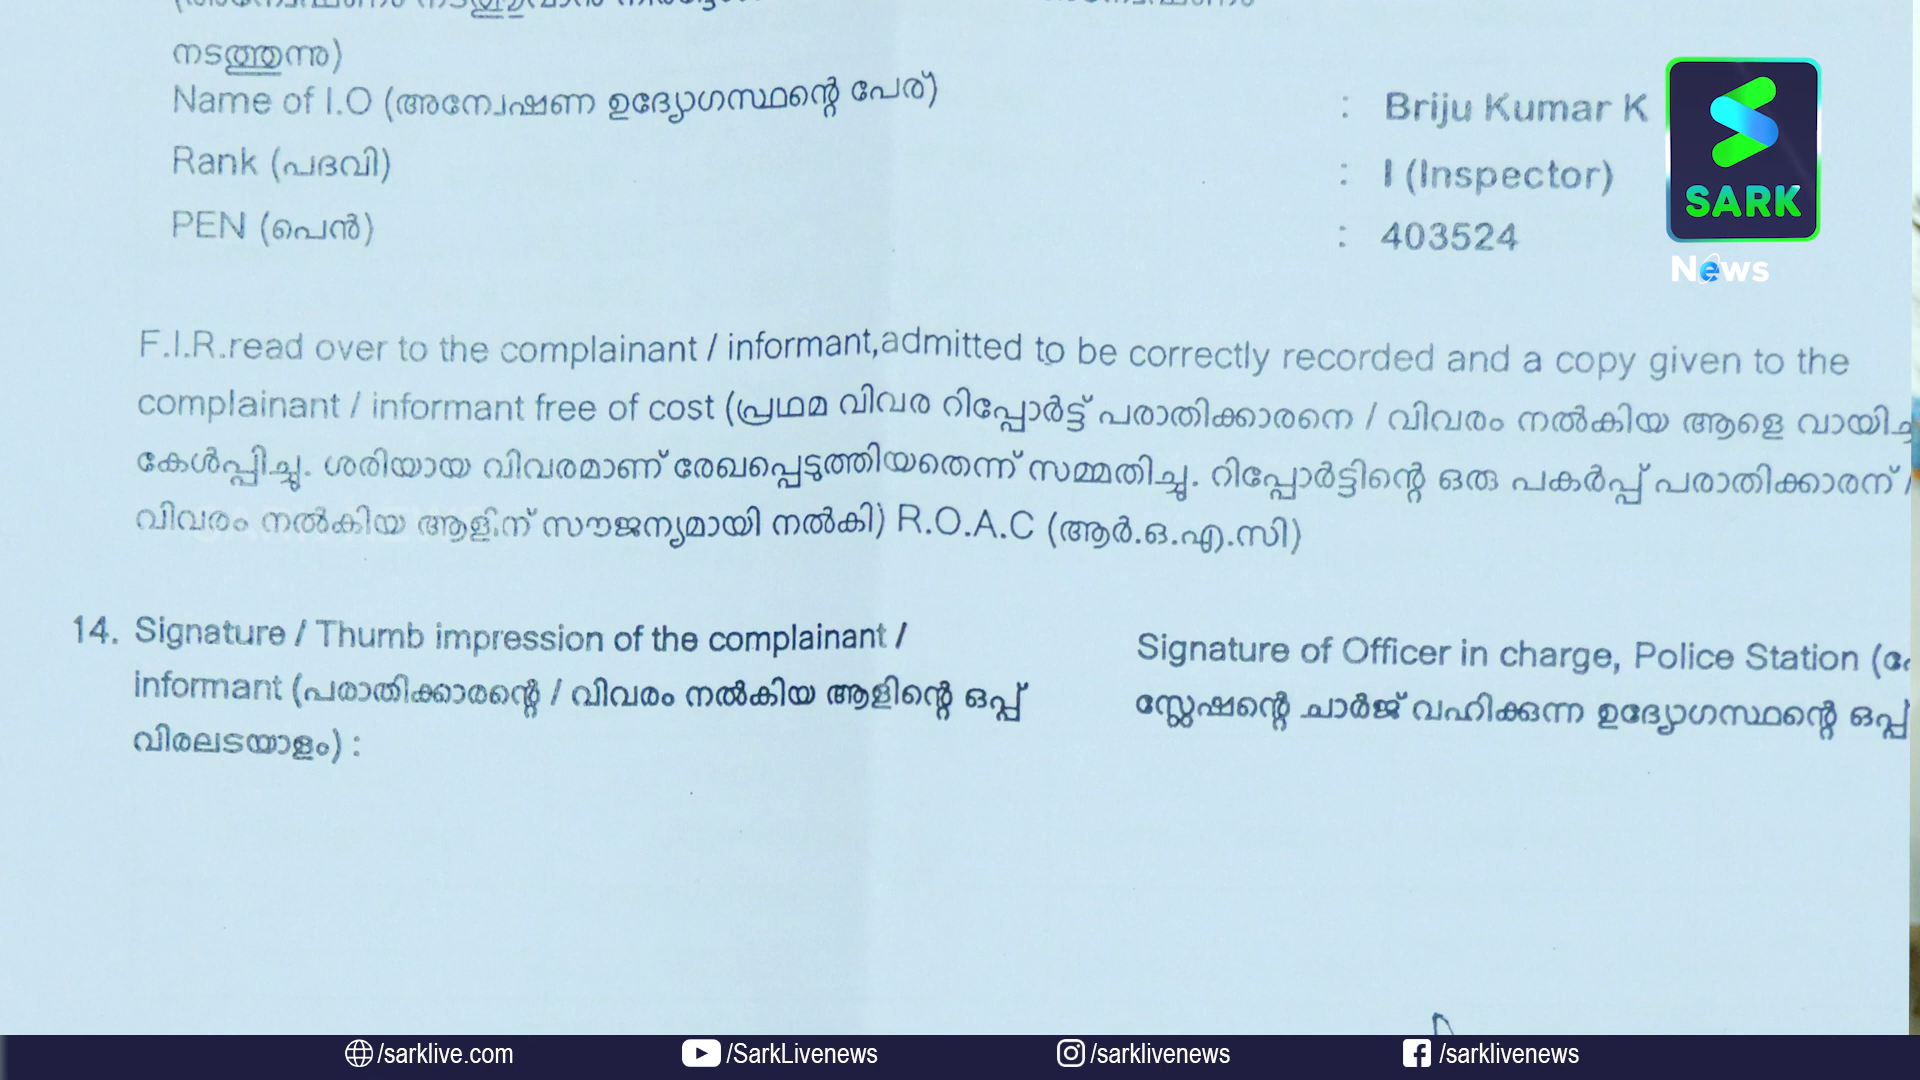 നടത്തുന്നു)
Name of I.O (അന്വേഷണ ഉദ്യോഗസ്ഥന്റെ പേര്) : Briju Kumar K
Rank (പദവി) : I (Inspector)
PEN (പെൻ) : 403524
SARK
News
F.I.R.read over to the complainant / informant,admitted to be correctly recorded and a copy given to the
complainant / informant free of cost (പ്രഥമ വിവര റിപ്പോർട്ട് പരാതിക്കാരനെ / വിവരം നൽകിയ ആളെ വായിച്ചു
കേൾപ്പിച്ചു. ശരിയായ വിവരമാണ് രേഖപ്പെടുത്തിയതെന്ന് സമ്മതിച്ചു. റിപ്പോർട്ടിന്റെ ഒരു പകർപ്പ് പരാതിക്കാരന് /
വിവരം നൽകിയ ആളിന് സൗജന്യമായി നൽകി) R.O.A.C (ആർ.ഒ.എ.സി)
14. Signature / Thumb impression of the complainant /
informant (പരാതിക്കാരന്റെ / വിവരം നൽകിയ ആളിന്റെ ഒപ്പ്
വിരലടയാളം) :
Signature of Officer in charge, Police Station (
സ്റ്റേഷന്റെ ചാർജ് വഹിക്കുന്ന ഉദ്യോഗസ്ഥന്റെ ഒപ്പ്
/sarklive.com /SarkLivenews /sarklivenews /sarklivenews